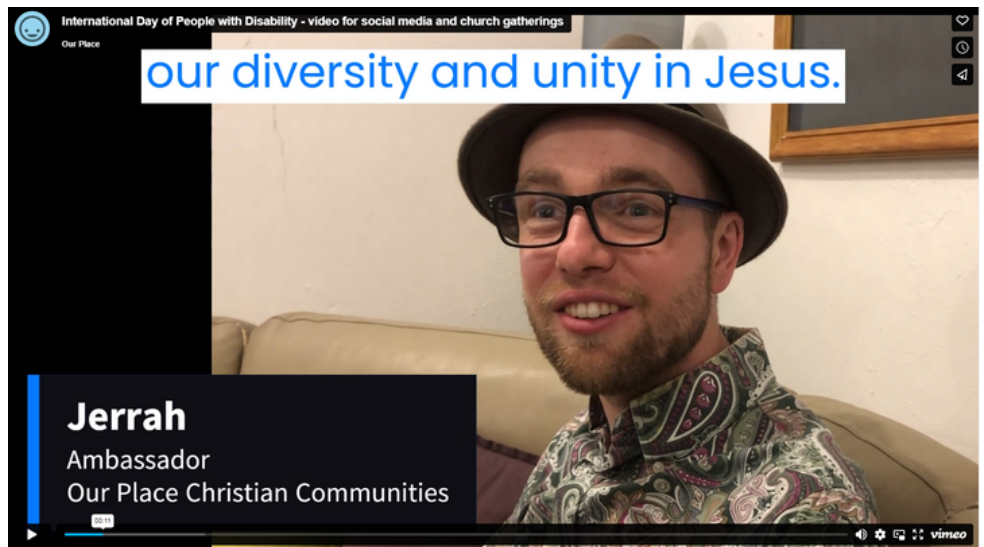 International Day of People with Disability - video for social media and church gatherings
Our Place
our diversity and unity in Jesus.
Jerrah
Ambassador
Our Place Christian Communities
00:11
vimeo